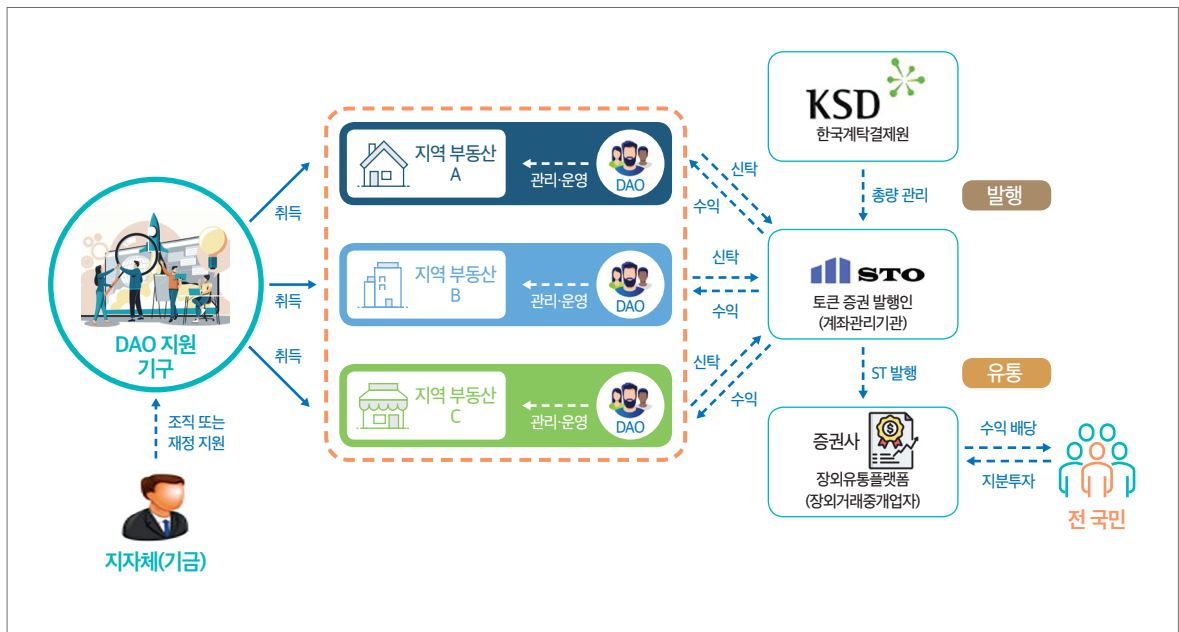 DAO 지원
기구
조직 또는
재정 지원
지자체(기금)
취득
취득
취득
지역 부동산
A
관리·운영
DAO
지역 부동산
B
관리·운영
DAO
지역 부동산
C
관리·운영
DAO
신탁
수익
신탁
수익
신탁
수익
KSD
한국계탁결제원
총량 관리
발행
STO
토큰 증권 발행인
(계좌관리기관)
ST 발행
유통
증권사
장외유통플랫폼
(장외거래중개업자)
수익 배당
지분투자
전 국민